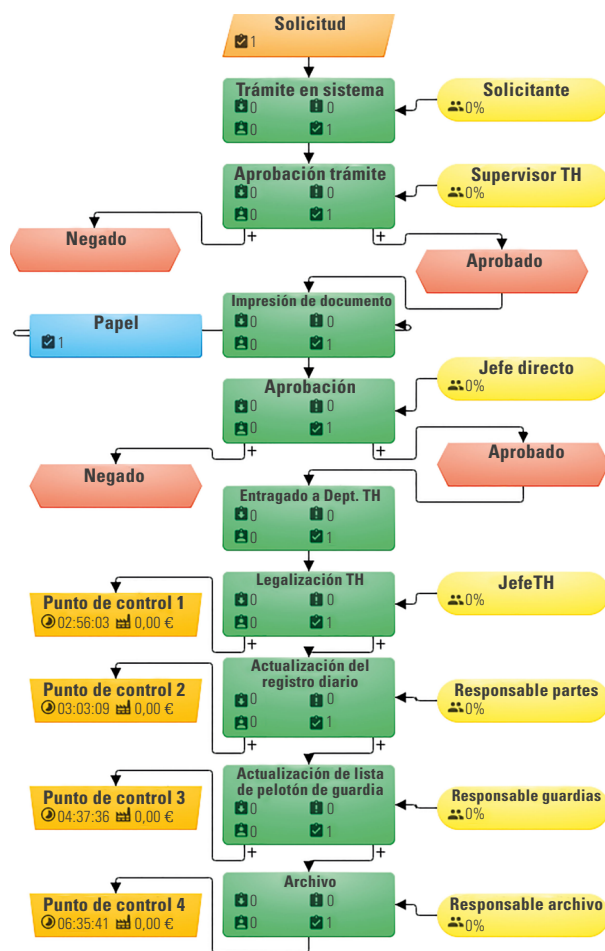 Solicitud
1
Trámite en sistema
0 0
0 1
Solicitante
0%
Aprobación trámite
0 0
0 1
Supervisor TH
0%
+ +
Negado
Aprobado
Impresión de documento
0 0
0 1
Papel
1
Aprobación
0 0
0 1
Jefe directo
0%
+ +
Negado
Aprobado
Entragado a Dept. TH
0 0
0 1
Legalización TH
0 0
0 1
JefeTH
0%
Punto de control 1
02:56:03 0,00 €
+ +
Actualización del
registro diario
0 0
0 1
Responsable partes
0%
Punto de control 2
03:03:09 0,00 €
+ +
Actualización de lista
de pelotón de guardia
0 0
0 1
Responsable guardias
0%
Punto de control 3
04:37:36 0,00 €
+ +
Archivo
0 0
0 1
Responsable archivo
0%
Punto de control 4
06:35:41 0,00 €